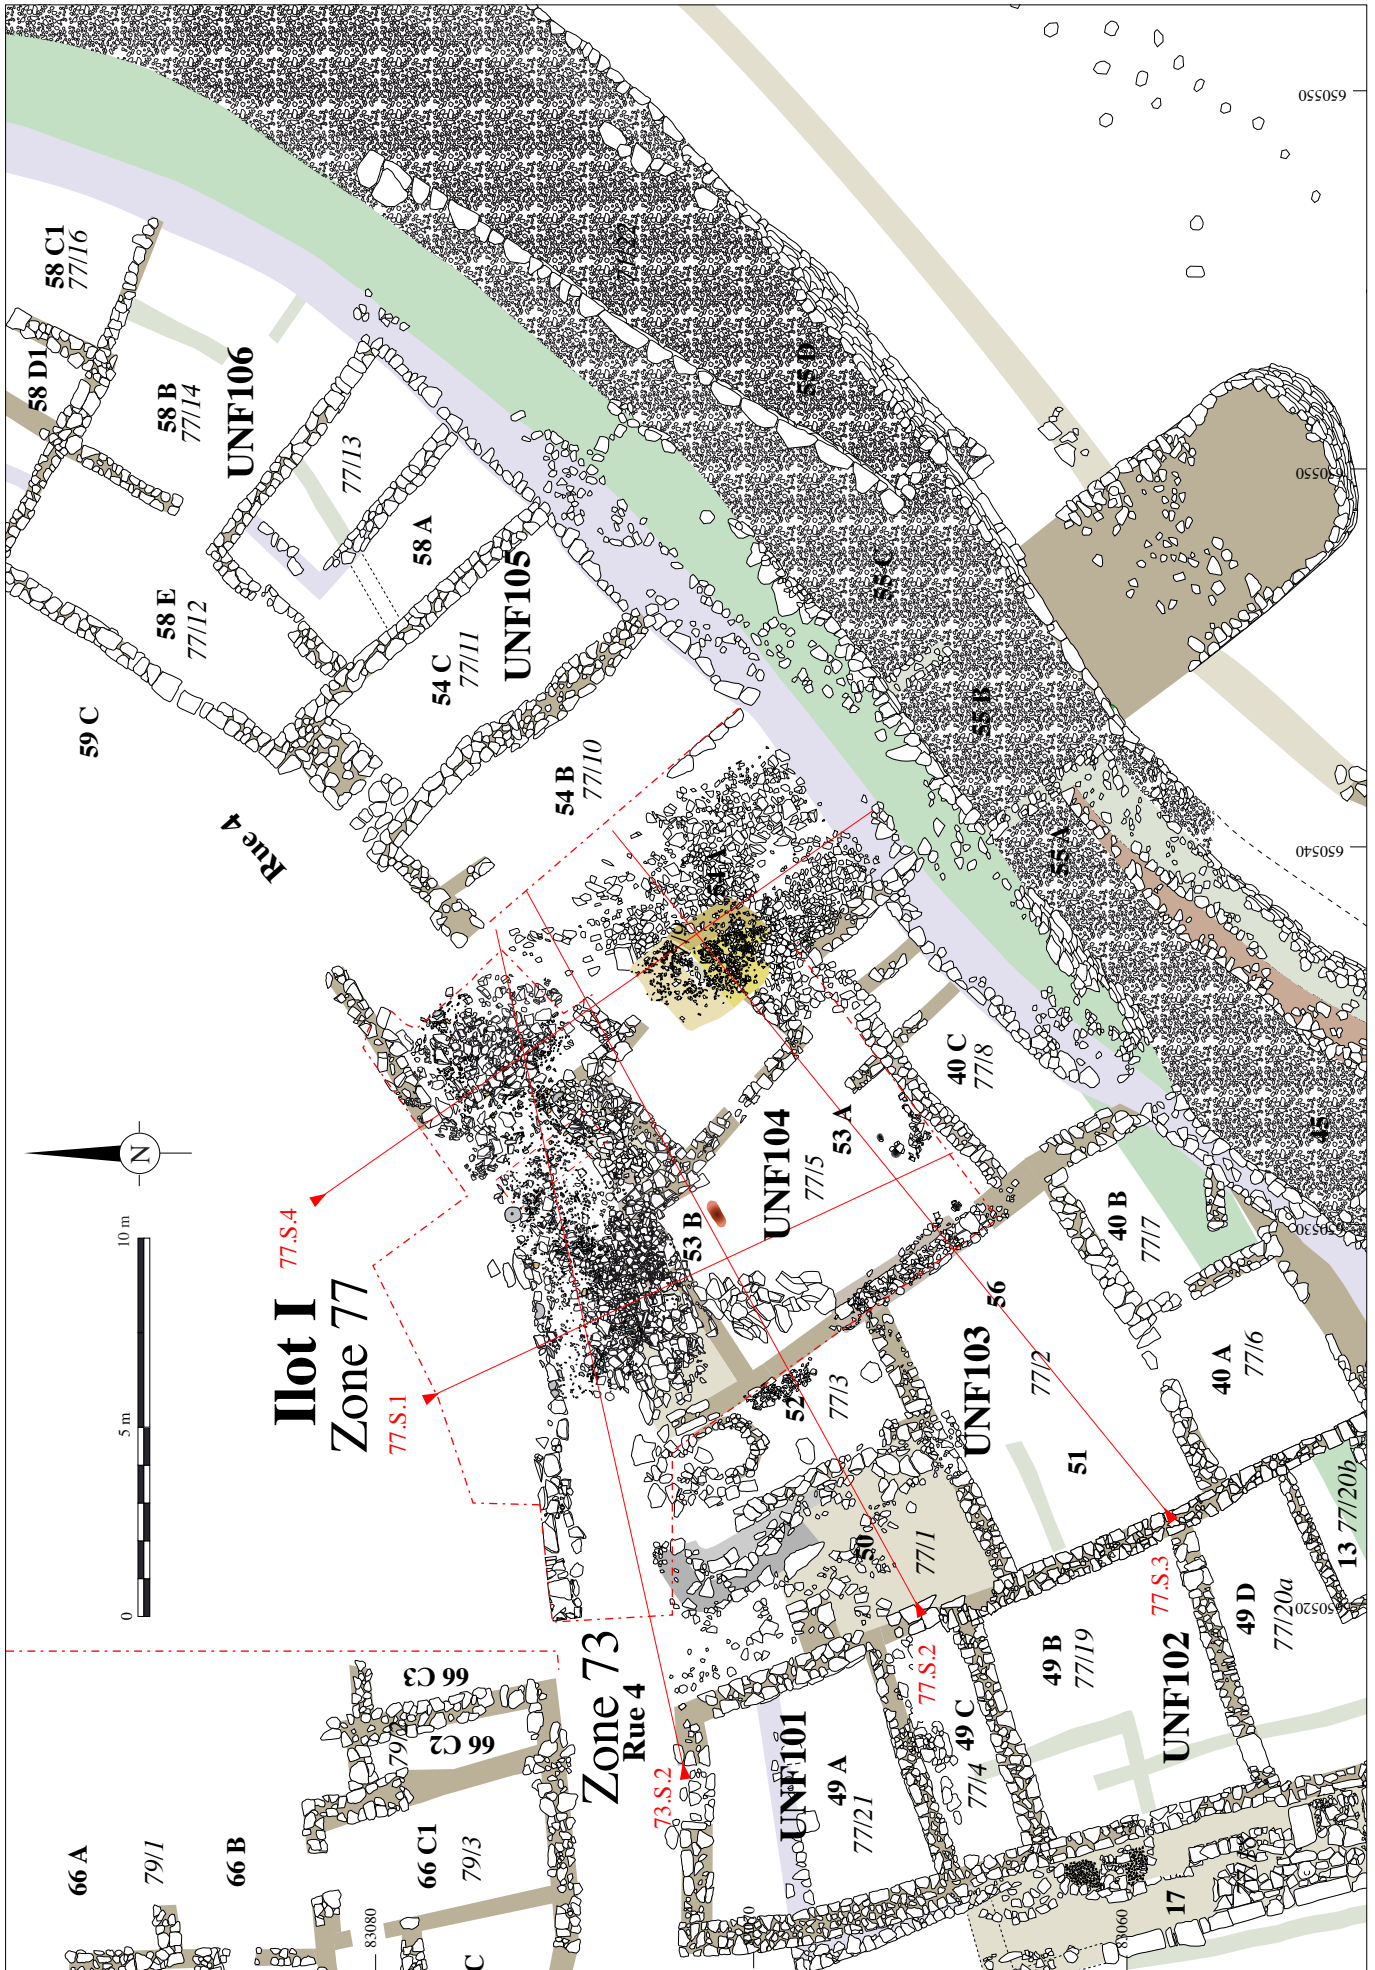 Ilot I
Zone 77
77.S.4
77.S.1
0
5 m
10 m
N
Rue 4
59 C
58 C1
77/16
58 D1
58 B
77/14
UNF106
77/13
58 A
58 E
77/12
54 C
77/11
UNF105
54 B
77/10
54 A
55 D
55 C
55 B
55 A
45
650550
650550
650540
650530
650520
UNF104
77/5
53 A
53 B
40 C
77/8
40 B
77/7
40 A
77/6
56
UNF103
77/2
51
52
77/3
50
77/1
77.S.3
77.S.2
73.S.2
Zone 73
Rue 4
UNF101
49 A
77/21
49 C
77/4
49 B
77/19
UNF102
49 D
77/20a
13 77/20b
17
83060
83080
66 A
79/1
66 B
66 C1
79/3
66 C2
66 C3
C